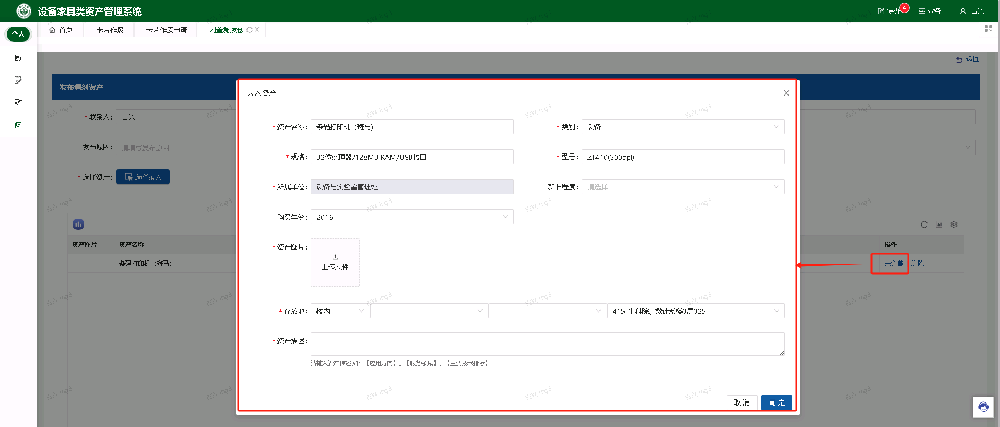 设备家具类资产管理系统
待办 4
业务
古兴
个人
首页
卡片作废
卡片作废申请
闲置调拨仓
返回
发布调剂资产
录入资产
*联系人: 古兴
*资产名称: 条码打印机（斑马）
*类别: 设备
发布原因: 请填写发布原因
*规格: 32位处理器/128MB RAM/USB接口
*型号: ZT410(300dpi)
*选择资产: 选择录入
*所属单位: 设备与实验室管理处
新旧程度: 请选择
购买年份: 2016
资产图片 资产名称 操作
*资产图片: 上传文件
条码打印机（斑马） 未完善 删除
*存放地: 校内 415-生科院、数计系楼3层325
*资产描述:
请输入资产描述如：【应用方向】、【服务领域】、【主要技术指标】
取消 确定
古兴 ing3